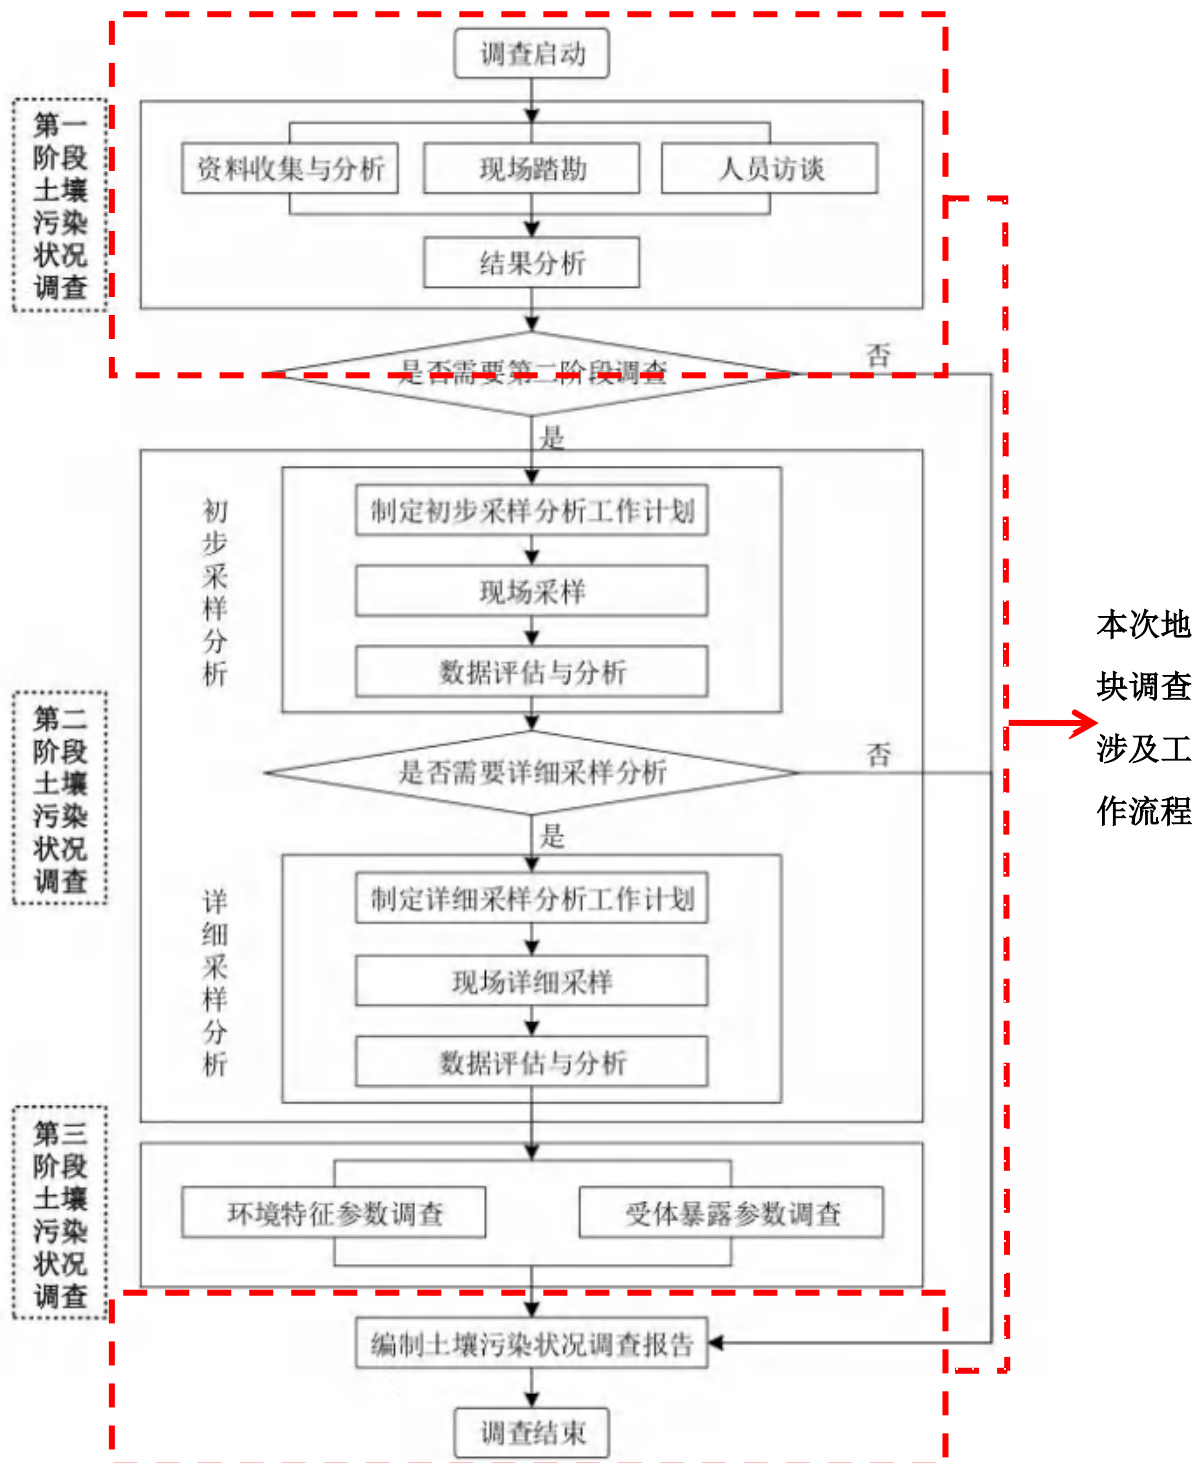 调查启动
第一
阶段
土壤
污染
状况
调查
资料收集与分析
现场踏勘
人员访谈
结果分析
是否需要第二阶段调查
否
是
初
步
采
样
分
析
制定初步采样分析工作计划
现场采样
数据评估与分析
本次地
块调查
涉及工
作流程
第二
阶段
土壤
污染
状况
调查
是否需要详细采样分析
否
是
详
细
采
样
分
析
制定详细采样分析工作计划
现场详细采样
数据评估与分析
第三
阶段
土壤
污染
状况
调查
环境特征参数调查
受体暴露参数调查
编制土壤污染状况调查报告
调查结束